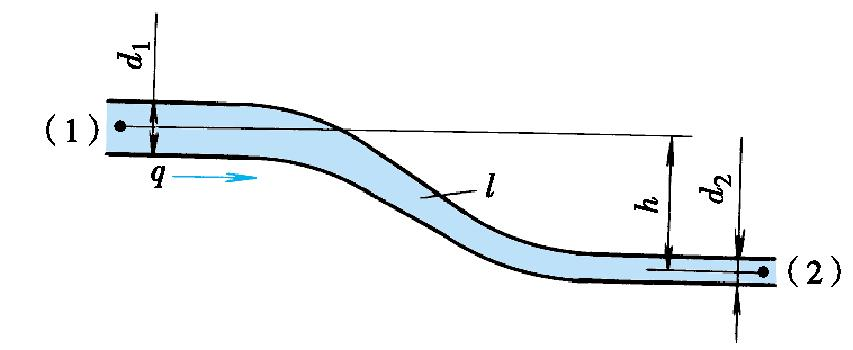 d₁
(1)
q
l
h
d₂
(2)